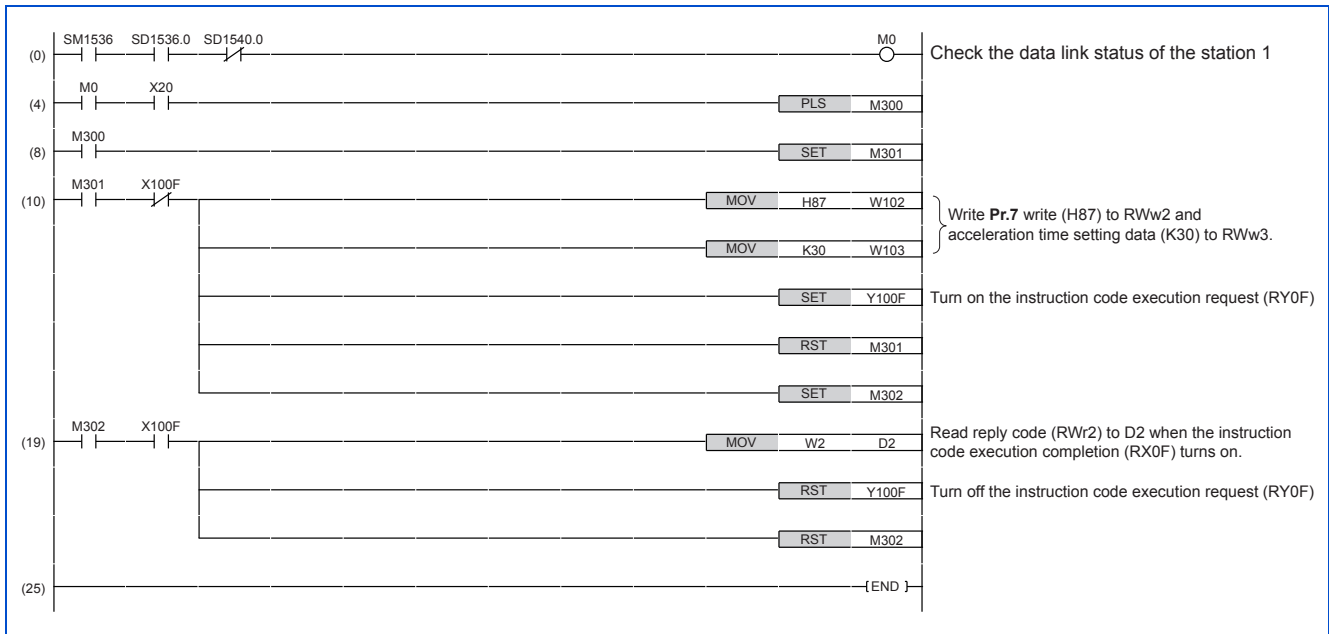 SM1536 SD1536.0 SD1540.0 M0
(0) Check the data link status of the station 1
M0 X20
(4) PLS M300
M300
(8) SET M301
M301 X100F
(10) MOV H87 W102
Write Pr.7 write (H87) to RWw2 and
acceleration time setting data (K30) to RWw3.
MOV K30 W103
SET Y100F Turn on the instruction code execution request (RY0F)
RST M301
SET M302
M302 X100F
(19) MOV W2 D2
Read reply code (RWr2) to D2 when the instruction
code execution completion (RX0F) turns on.
RST Y100F Turn off the instruction code execution request (RY0F)
RST M302
(25) END